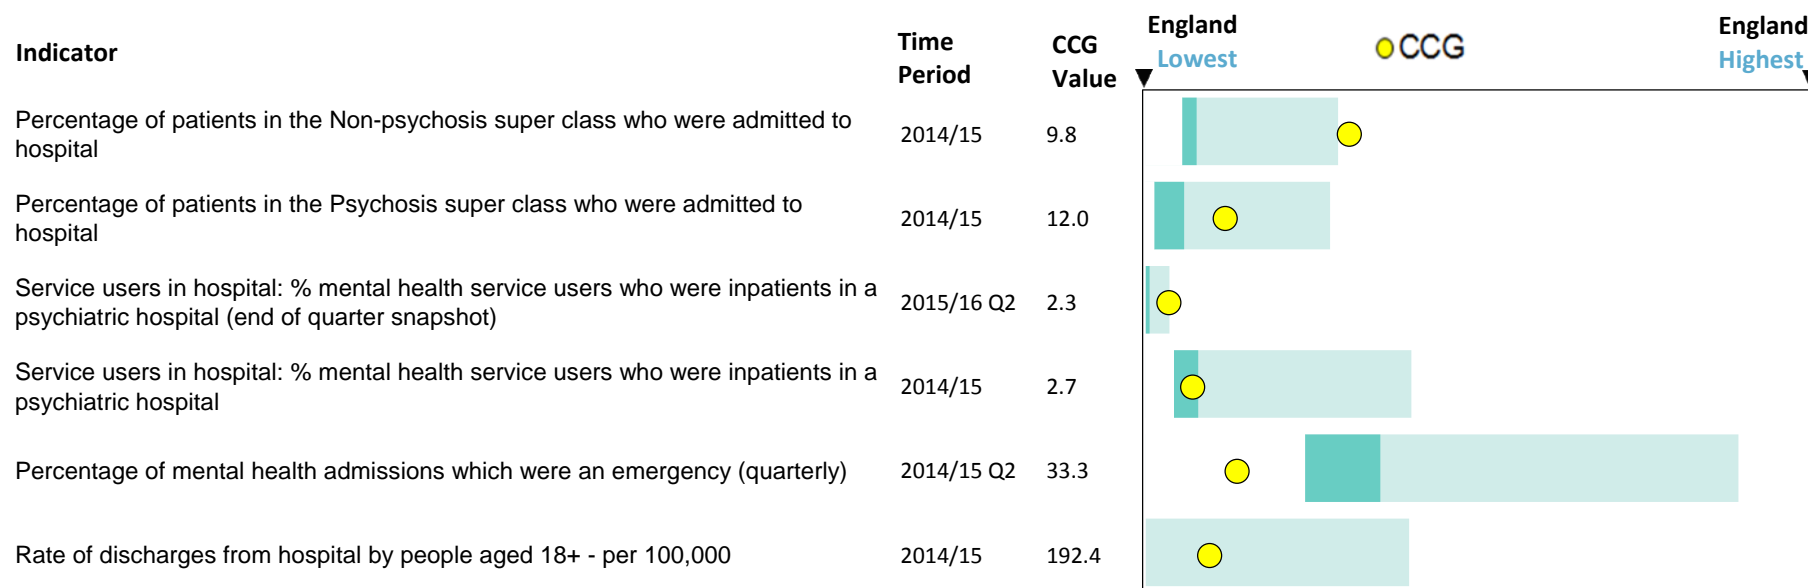 Indicator
Time
Period
CCG
Value
England
Lowest
CCG
England
Highest
Percentage of patients in the Non-psychosis super class who were admitted to
hospital
2014/15
9.8
Percentage of patients in the Psychosis super class who were admitted to
hospital
2014/15
12.0
Service users in hospital: % mental health service users who were inpatients in a
psychiatric hospital (end of quarter snapshot)
2015/16 Q2
2.3
Service users in hospital: % mental health service users who were inpatients in a
psychiatric hospital
2014/15
2.7
Percentage of mental health admissions which were an emergency (quarterly)
2014/15 Q2
33.3
Rate of discharges from hospital by people aged 18+ - per 100,000
2014/15
192.4